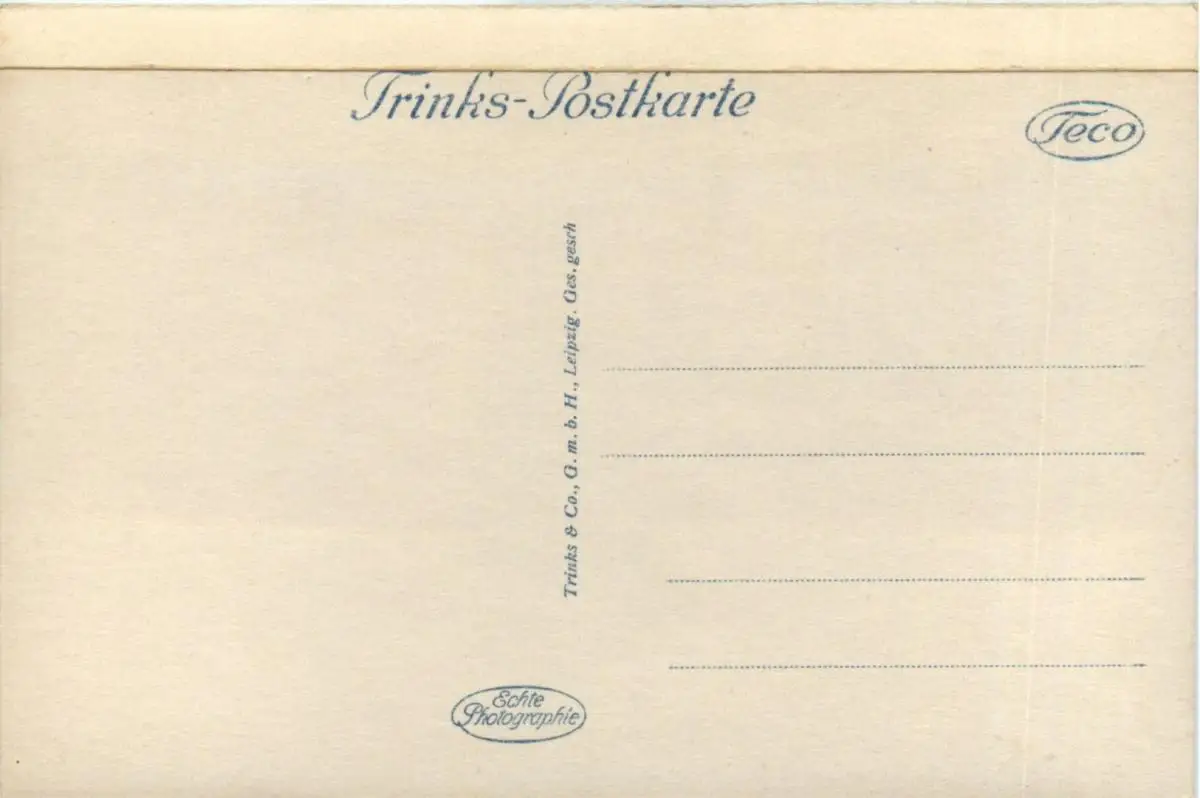 Trinks-Postkarte
Teco
Trinks & Co., G. m. b. H., Leipzig. Ges. gesch
Echte
Photographie